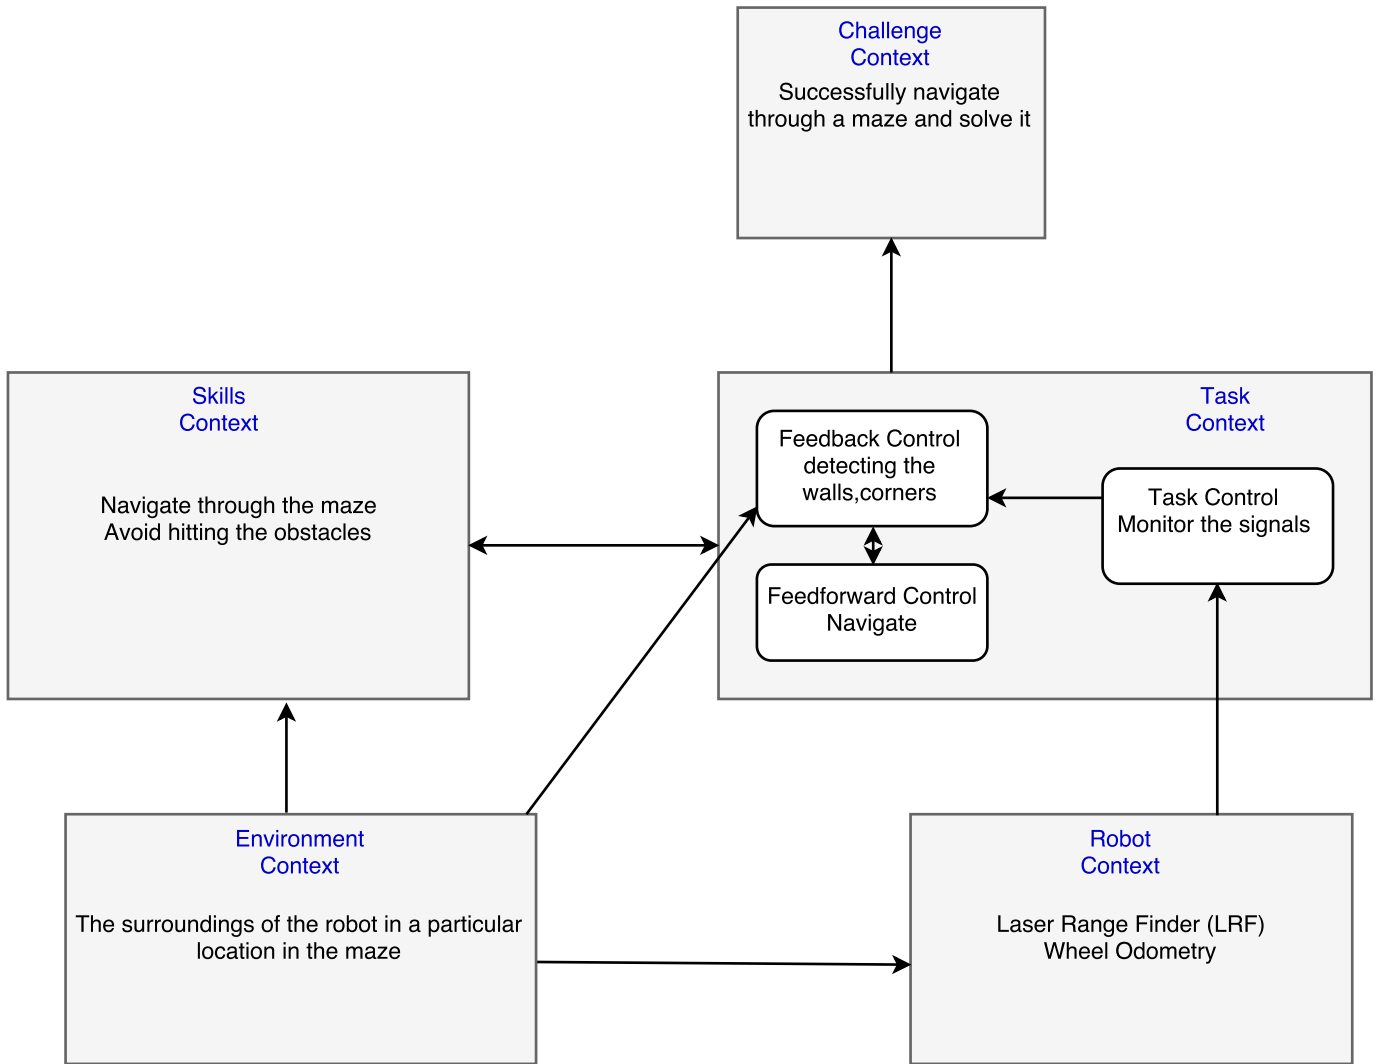 Challenge
Context
Successfully navigate
through a maze and solve it
Skills
Context
Navigate through the maze
Avoid hitting the obstacles
Task
Context
Feedback Control
detecting the
walls,corners
Task Control
Monitor the signals
Feedforward Control
Navigate
Environment
Context
The surroundings of the robot in a particular
location in the maze
Robot
Context
Laser Range Finder (LRF)
Wheel Odometry